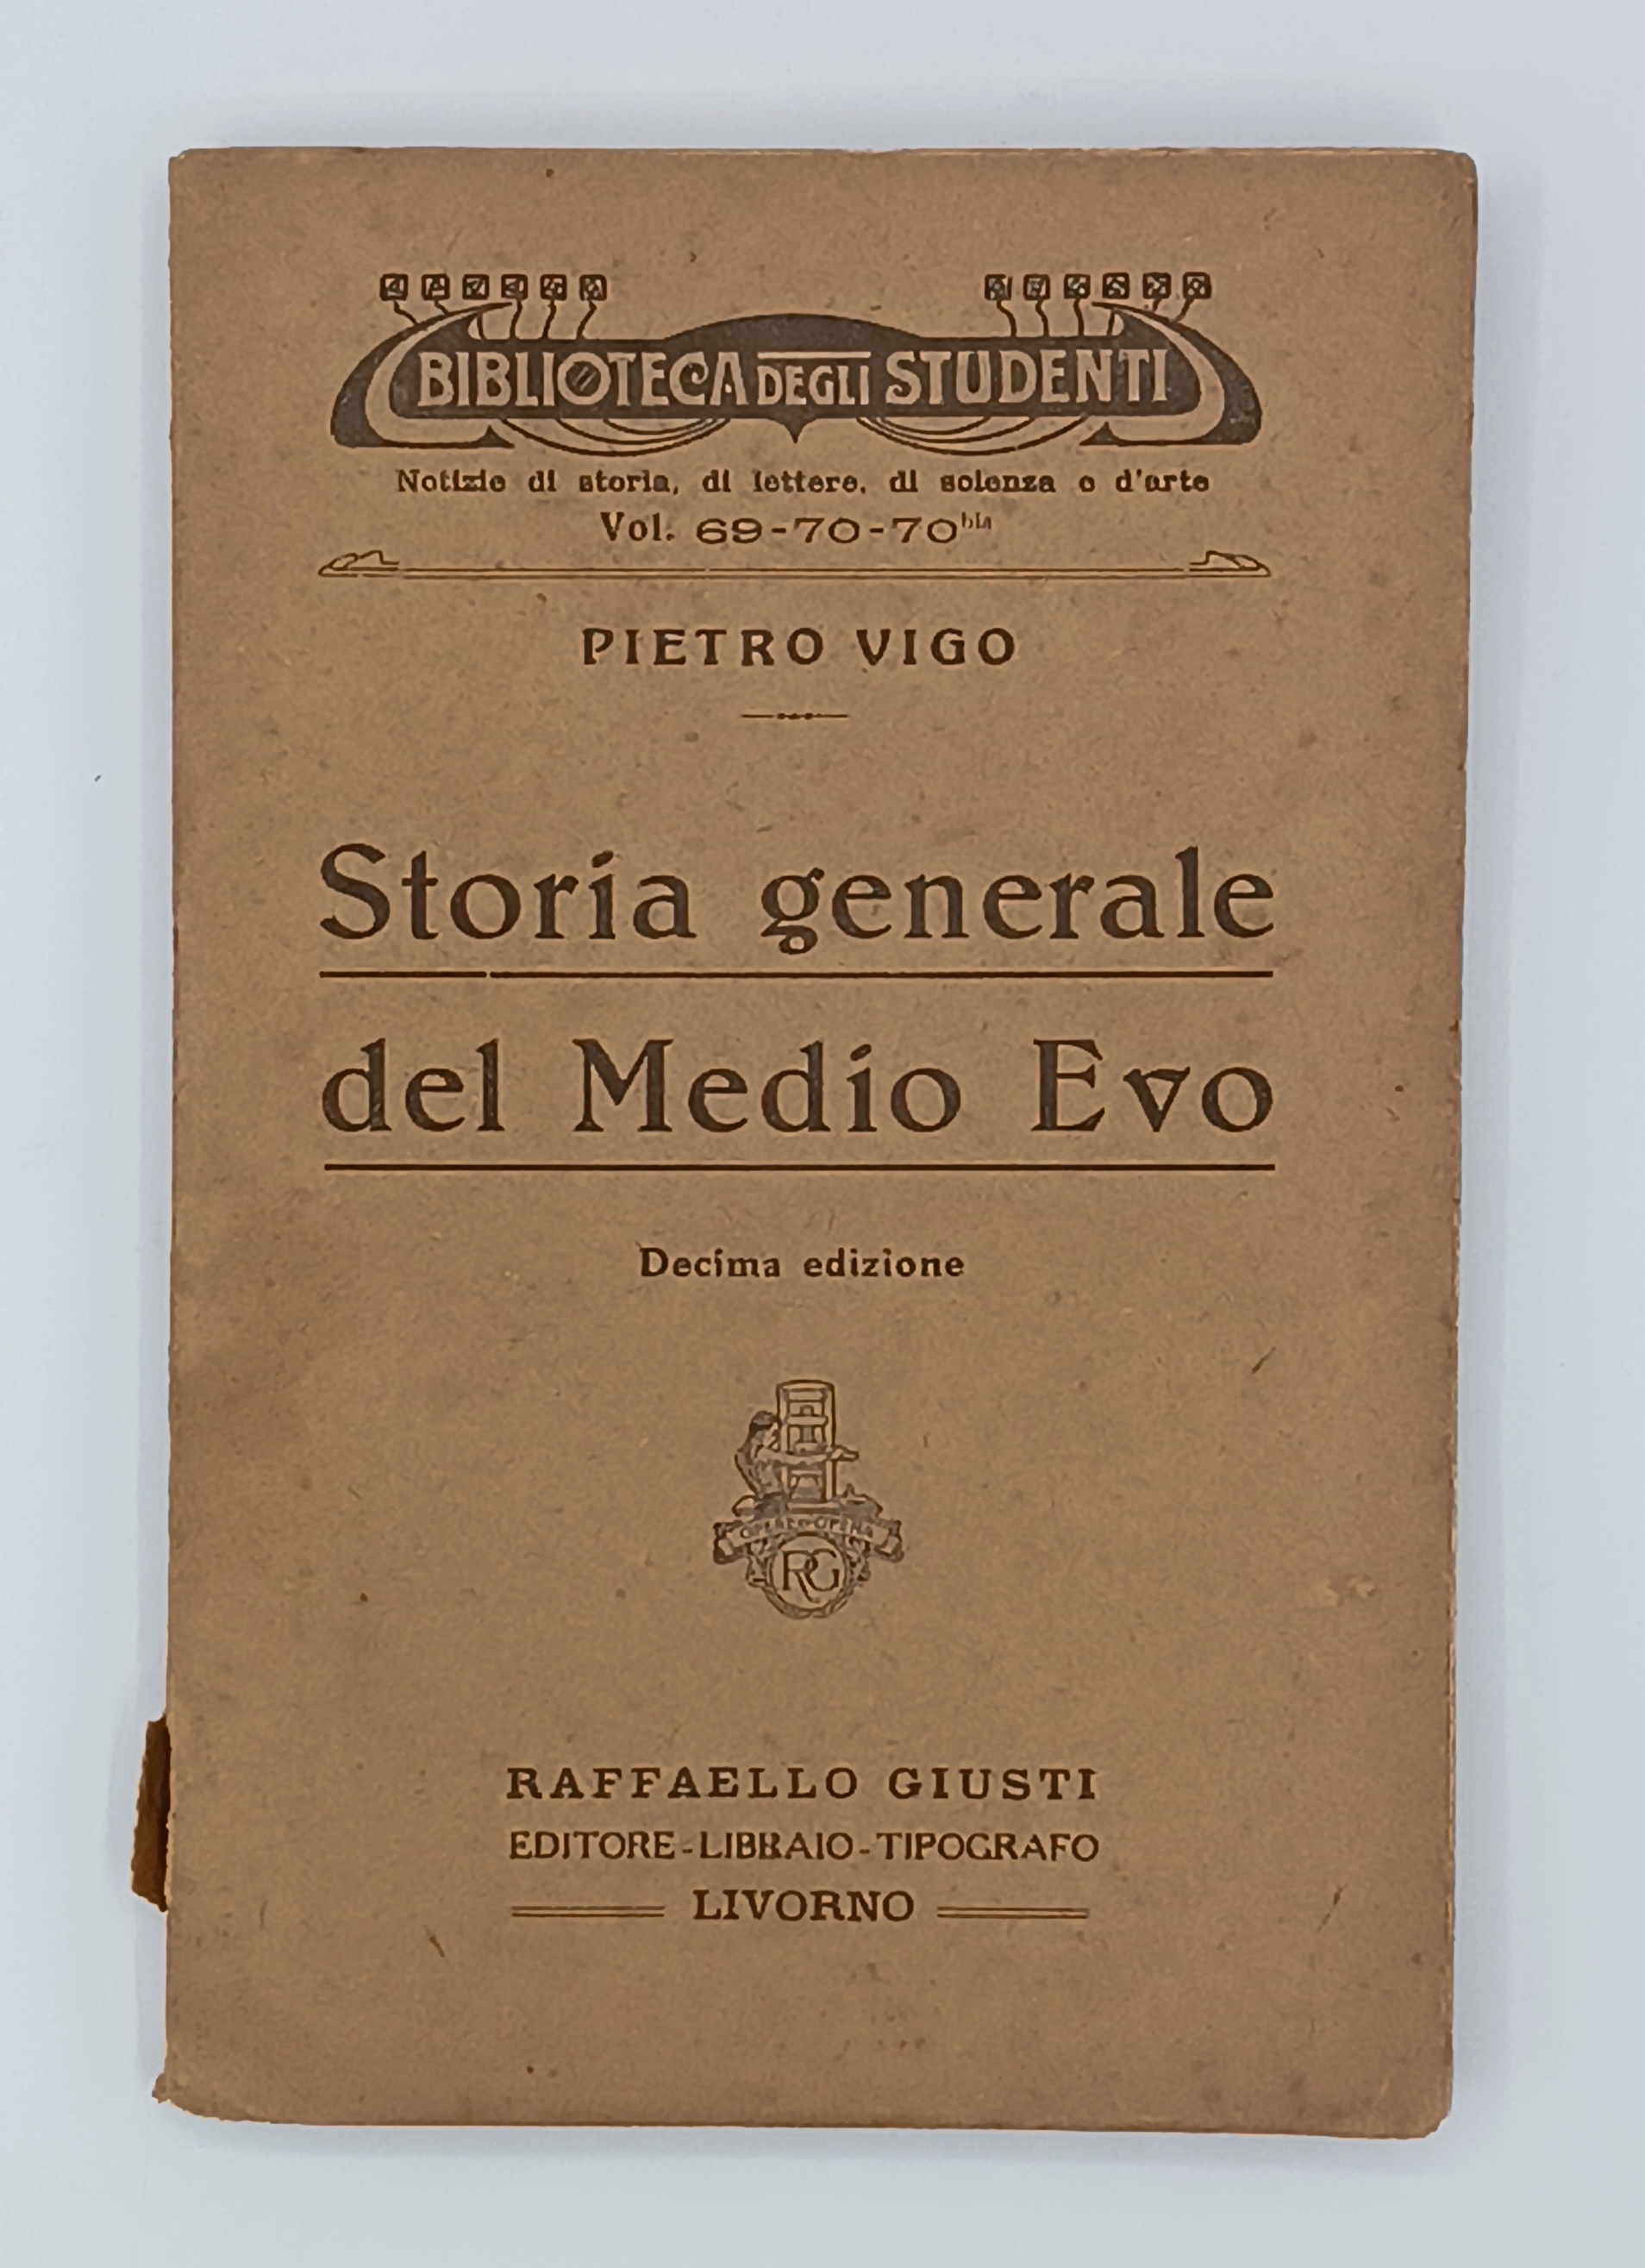 BIBLIOTECA DEGLI STUDENTI
Notizie di storia, di lettere, di scienza e d'arte
Vol. 69-70-70bis
PIETRO VIGO
Storia generale
del Medio Evo
Decima edizione
RG
RAFFAELLO GIUSTI
EDITORE-LIBRAIO-TIPOGRAFO
LIVORNO